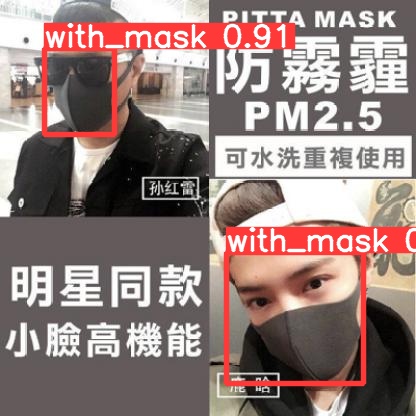 with_mask 0.91
PITTA MASK
防霧霾
PM2.5
可水洗重複使用
孙红雷
with_mask 0
明星同款
小臉高機能
鹿晗